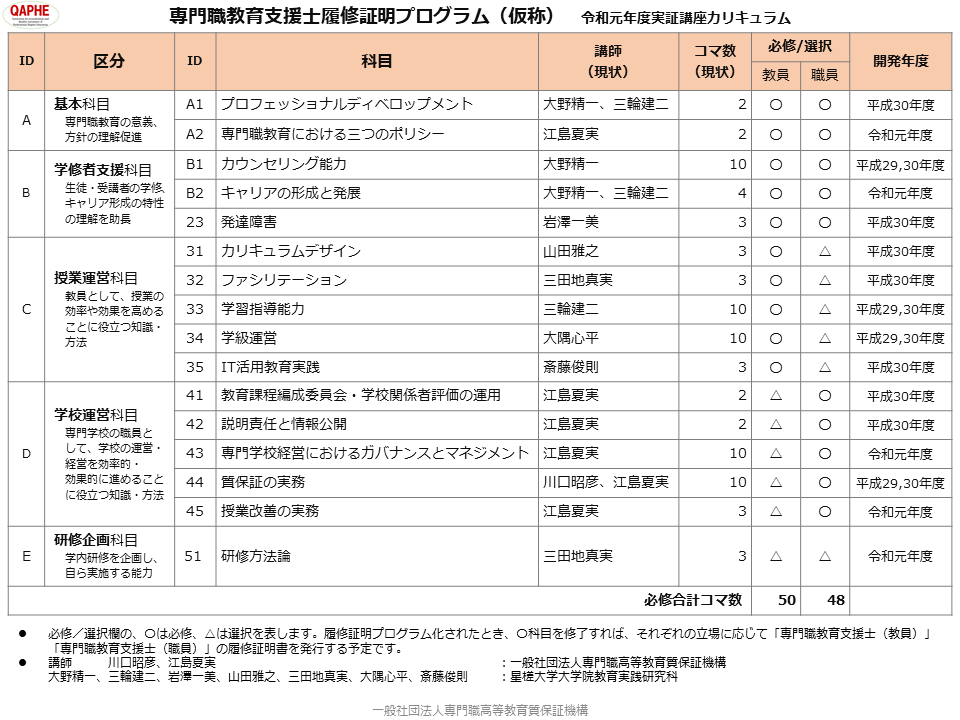 QAPHE
専門職教育支援士履修証明プログラム（仮称） 令和元年度実証講座カリキュラム
ID 区分 ID 科目 講師（現状） コマ数（現状） 必修/選択 教員 職員 開発年度
A 基本科目
専門職教育の意義、
方針の理解促進
A1 プロフェッショナルディベロップメント 大野精一、三輪建二 2 〇 〇 平成30年度
A2 専門職教育における三つのポリシー 江島夏実 2 〇 〇 令和元年度
B 学修者支援科目
生徒・受講者の学修、
キャリア形成の特性
の理解を助長
B1 カウンセリング能力 大野精一 10 〇 〇 平成29,30年度
B2 キャリアの形成と発展 大野精一、三輪建二 4 〇 〇 令和元年度
23 発達障害 岩澤一美 3 〇 〇 平成30年度
C 授業運営科目
教員として、授業の
効率や効果を高める
ことに役立つ知識・
方法
31 カリキュラムデザイン 山田雅之 3 〇 △ 平成30年度
32 ファシリテーション 三田地真実 3 〇 △ 平成30年度
33 学習指導能力 三輪建二 10 〇 △ 平成29,30年度
34 学級運営 大隅心平 10 〇 △ 平成29,30年度
35 IT活用教育実践 斎藤俊則 3 〇 △ 平成30年度
D 学校運営科目
専門学校の職員と
して、学校の運営・
経営を効率的・
効果的に進めること
に役立つ知識・方法
41 教育課程編成委員会・学校関係者評価の運用 江島夏実 2 △ 〇 平成30年度
42 説明責任と情報公開 江島夏実 2 △ 〇 平成30年度
43 専門学校経営におけるガバナンスとマネジメント 江島夏実 10 △ 〇 令和元年度
44 質保証の実務 川口昭彦、江島夏実 10 △ 〇 平成29,30年度
45 授業改善の実務 江島夏実 3 △ 〇 令和元年度
E 研修企画科目
学内研修を企画し、
自ら実施する能力
51 研修方法論 三田地真実 3 △ △ 令和元年度
必修合計コマ数 50 48
● 必修／選択欄の、〇は必修、△は選択を表します。履修証明プログラム化されたとき、〇科目を修了すれば、それぞれの立場に応じて「専門職教育支援士（教員）」
「専門職教育支援士（職員）」の履修証明書を発行する予定です。
● 講師 川口昭彦、江島夏実 ：一般社団法人専門職高等教育質保証機構
大野精一、三輪建二、岩澤一美、山田雅之、三田地真実、大隅心平、斎藤俊則 ：星槎大学大学院教育実践研究科
一般社団法人専門職高等教育質保証機構